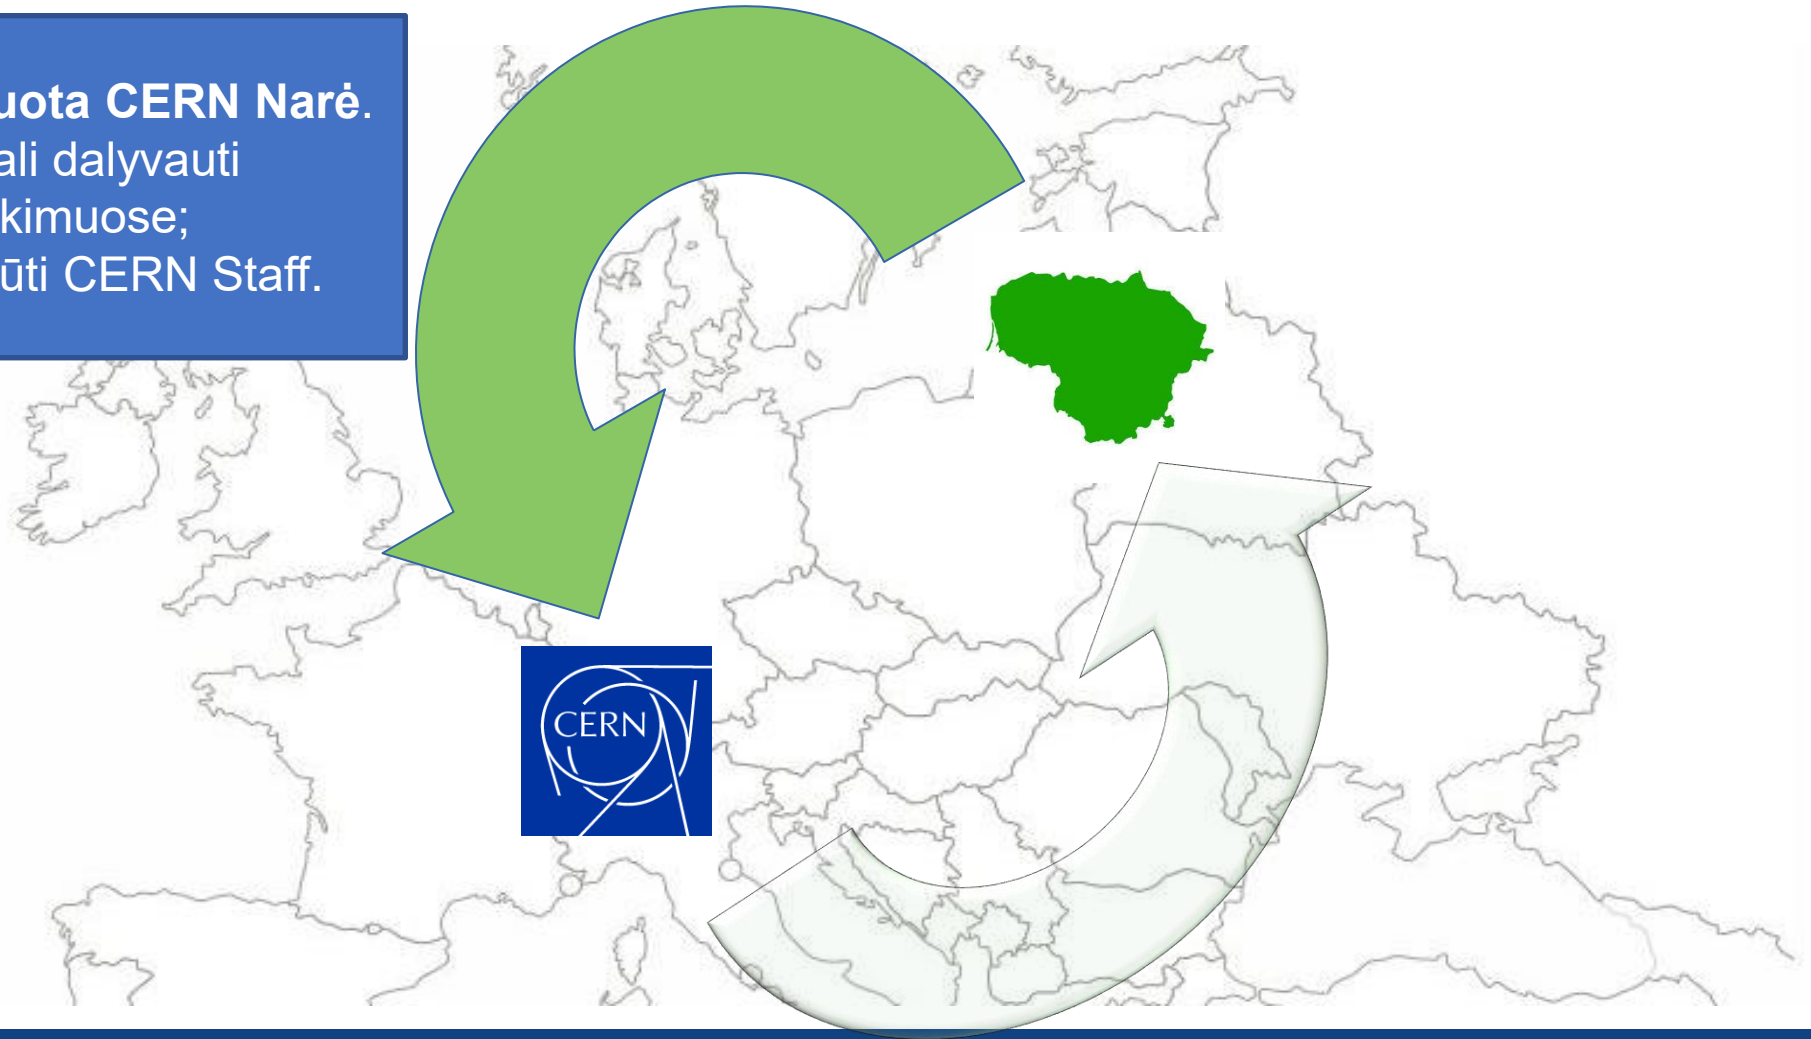 uota CERN Narė.
ali dalyvauti
kimuose;
ūti CERN Staff.
CERN